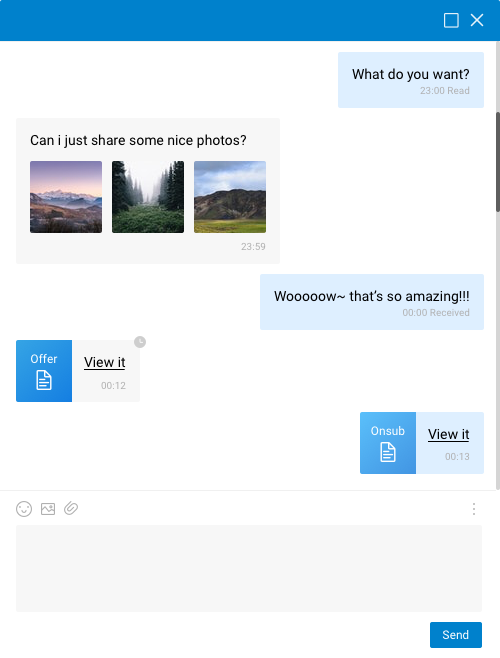 What do you want?
23:00 Read
Can i just share some nice photos?
23:59
Wooooow~ that's so amazing!!!
00:00 Received
Offer
View it
00:12
Onsub
View it
00:13
Send